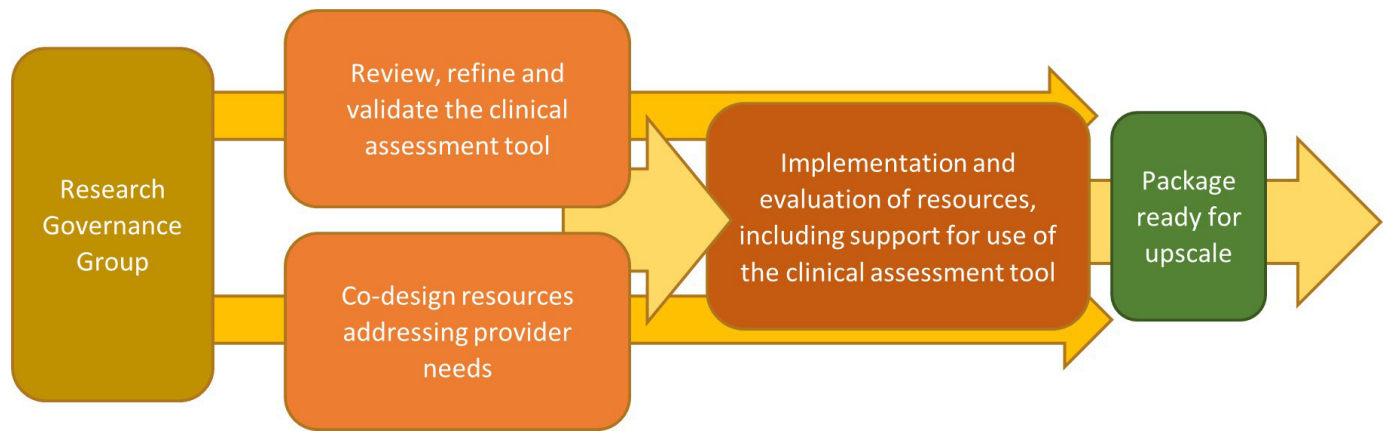 Research
Governance
Group
Review, refine and
validate the clinical
assessment tool
Co-design resources
addressing provider
needs
Implementation and
evaluation of resources,
including support for use of
the clinical assessment tool
Package
ready for
upscale